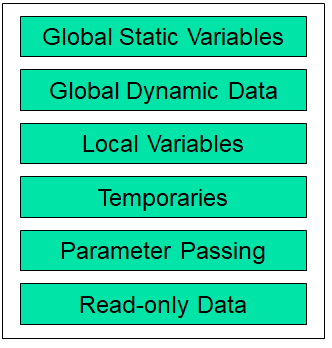 Global Static Variables
Global Dynamic Data
Local Variables
Temporaries
Parameter Passing
Read-only Data